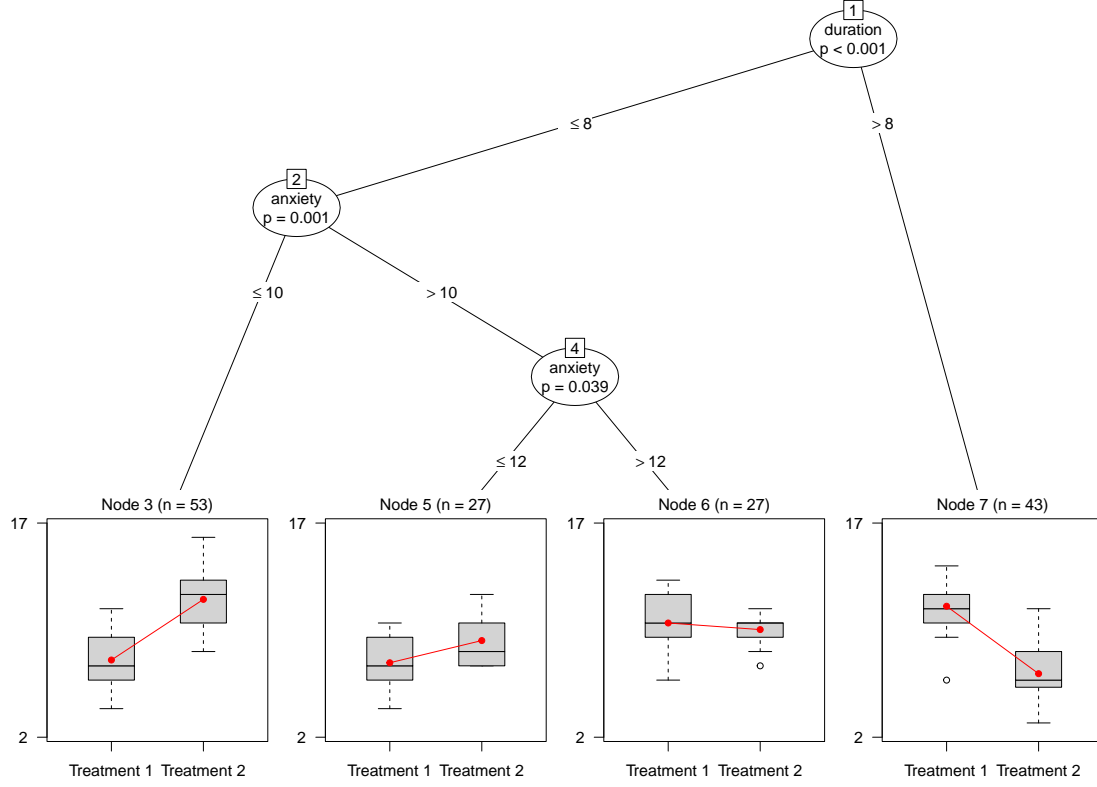 1
duration
p < 0.001
≤ 8
> 8
2
anxiety
p = 0.001
≤ 10
> 10
4
anxiety
p = 0.039
≤ 12
> 12
Node 3 (n = 53)
Node 5 (n = 27)
Node 6 (n = 27)
Node 7 (n = 43)
17
17
17
17
2
2
2
2
Treatment 1 Treatment 2
Treatment 1 Treatment 2
Treatment 1 Treatment 2
Treatment 1 Treatment 2